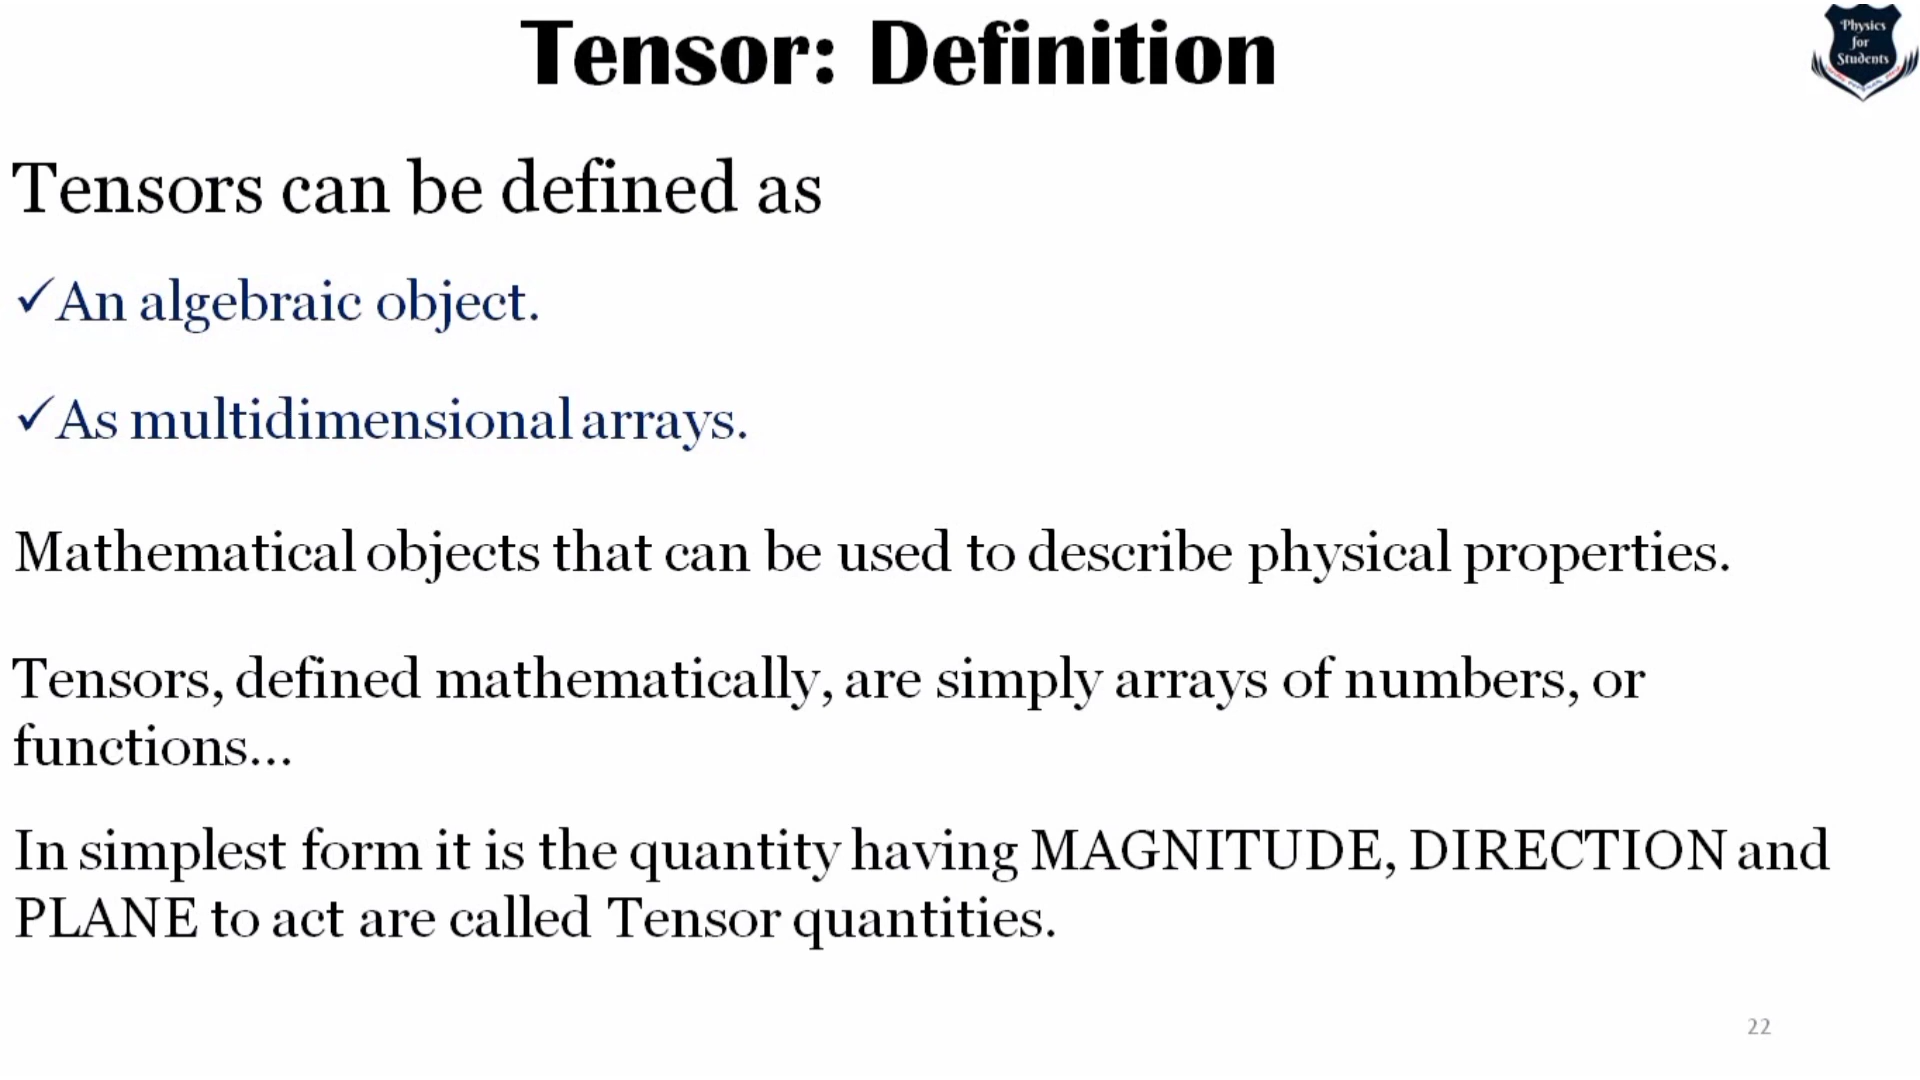 Tensor: Definition
Physics
for
Students
Tensors can be defined as
✓An algebraic object.
✓As multidimensional arrays.
Mathematical objects that can be used to describe physical properties.
Tensors, defined mathematically, are simply arrays of numbers, or
functions...
In simplest form it is the quantity having MAGNITUDE, DIRECTION and
PLANE to act are called Tensor quantities.
22